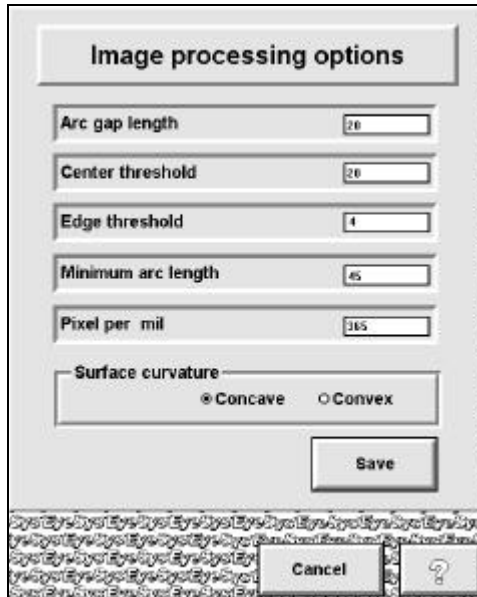 Image processing options
Arc gap length 20
Center threshold 20
Edge threshold 4
Minimum arc length 45
Pixel per mil 365
Surface curvature
Concave Convex
Save
Cancel
?